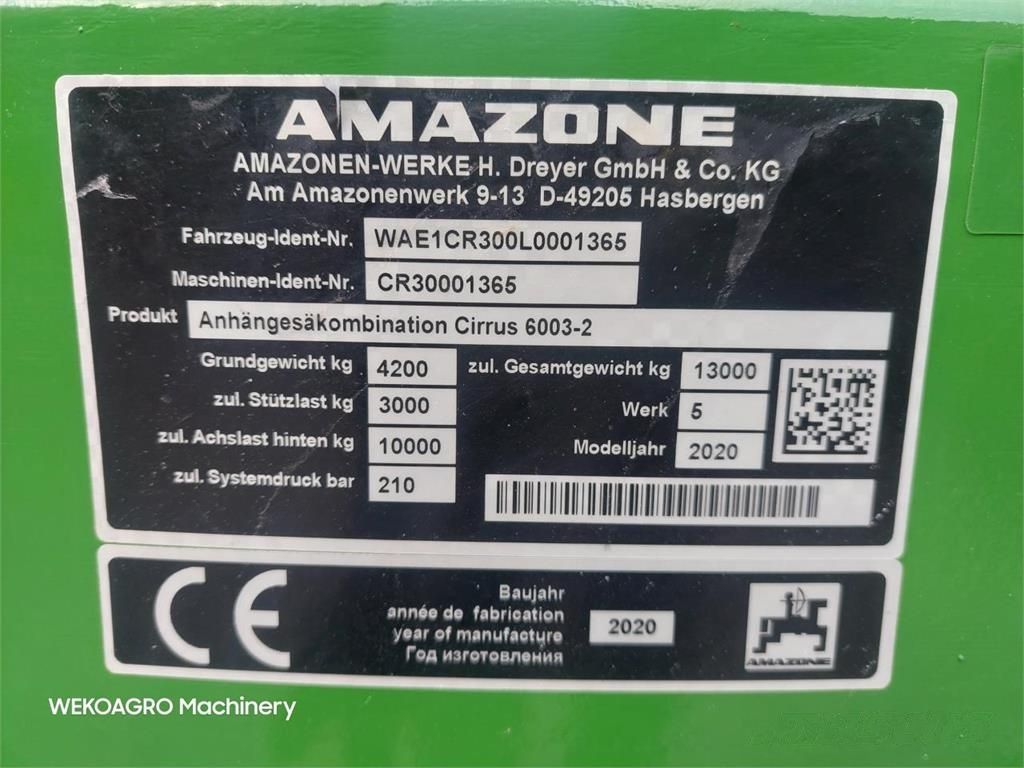 AMAZONE
AMAZONEN-WERKE H. Dreyer GmbH & Co. KG
Am Amazonenwerk 9-13 D-49205 Hasbergen
Fahrzeug-Ident-Nr. WAE1CR300L0001365
Maschinen-Ident-Nr. CR30001365
Produkt Anhängesäkombination Cirrus 6003-2
Grundgewicht kg 4200 zul. Gesamtgewicht kg 13000
zul. Stützlast kg 3000 Werk 5
zul. Achslast hinten kg 10000 Modelljahr 2020
zul. Systemdruck bar 210
CE
Baujahr
année de fabrication
year of manufacture 2020
Год изготовления
AMAZONE
WEKOAGRO Machinery